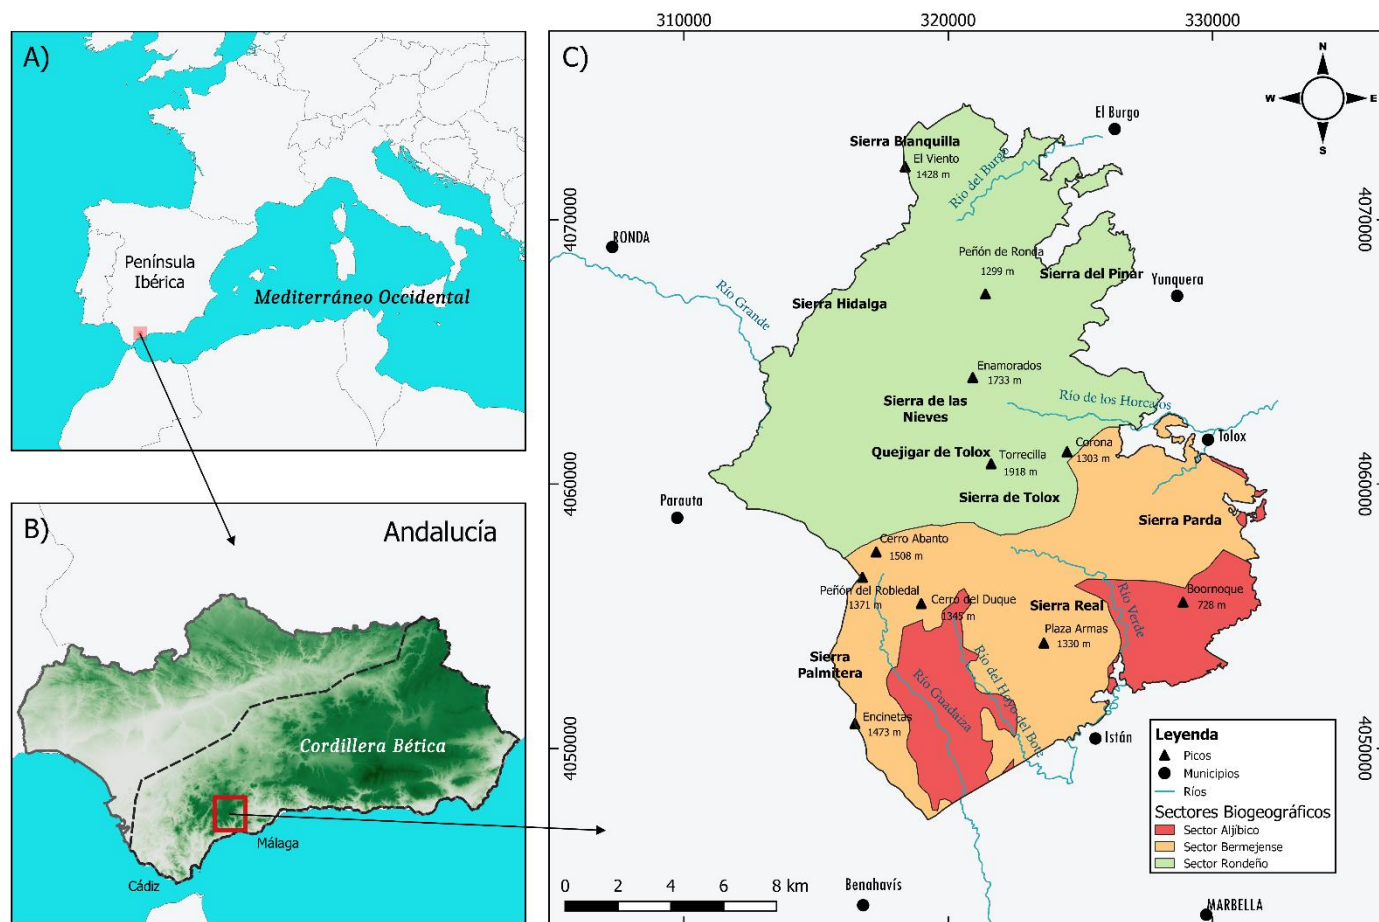 A)
Península
Ibérica
Mediterráneo Occidental
B)
Andalucía
Cordillera Bética
Málaga
Cádiz
310000
320000
330000
C)
N
W
E
S
El Burgo
Sierra Blanquilla
El Viento
1428 m
Río del Burgo
4070000
4070000
RONDA
Peñón de Ronda
1299 m
Sierra del Pinar
Yunquera
Río Grande
Sierra Hidalga
Enamorados
1733 m
Sierra de las
Nieves
Río de los Horcajos
Tolox
Corona
1303 m
Quejigar de Tolox
Torrecilla
1918 m
4060000
4060000
Sierra de Tolox
Parauta
Sierra Parda
Cerro Abanto
1508 m
Peñón del Robledal
1371 m
Cerro del Duque
1345 m
Sierra Real
Río Verde
Boornoque
728 m
Plaza Armas
1330 m
Sierra
Palmitera
Río Guadaiza
Río del Hoyo del Bote
Encinetas
1473 m
Istán
4050000
4050000
Leyenda
Picos
Municipios
Ríos
Sectores Biogeográficos
Sector Aljíbico
Sector Bermejense
Sector Rondeño
0 2 4 6 8 km
Benahavís
MARBELLA